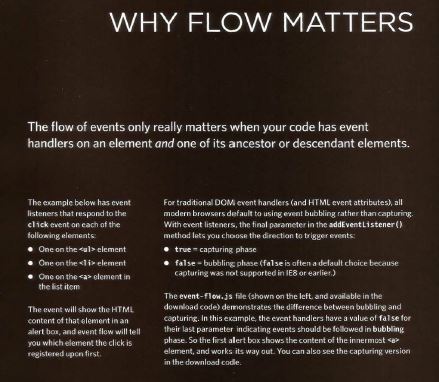 WHY FLOW MATTERS
The flow of events only really matters when your code has event
handlers on an element and one of its ancestor or descendant elements.
The example below has event
listeners that respond to the
click event on each of the
following elements:
• One on the <ul> element
• One on the <li> element
• One on the <a> element in
the list item
The event will show the HTML
content of that element in an
alert box, and event flow will tell
you which element the click is
registered upon first.
For traditional DOM event handlers (and HTML event attributes), all
modern browsers default to using event bubbling rather than capturing.
With event listeners, the final parameter in the addEventListener()
method lets you choose the direction to trigger events:
• true = capturing phase
• false = bubbling phase (false is often a default choice because
capturing was not supported in IE8 or earlier.)
The event-flow.js file (shown on the left, and available in the
download code) demonstrates the difference between bubbling and
capturing. In this example, the event handlers have a value of false for
their last parameter indicating events should be followed in bubbling
phase. So the first alert box shows the content of the innermost <a>
element, and works its way out. You can also see the capturing version
in the download code.